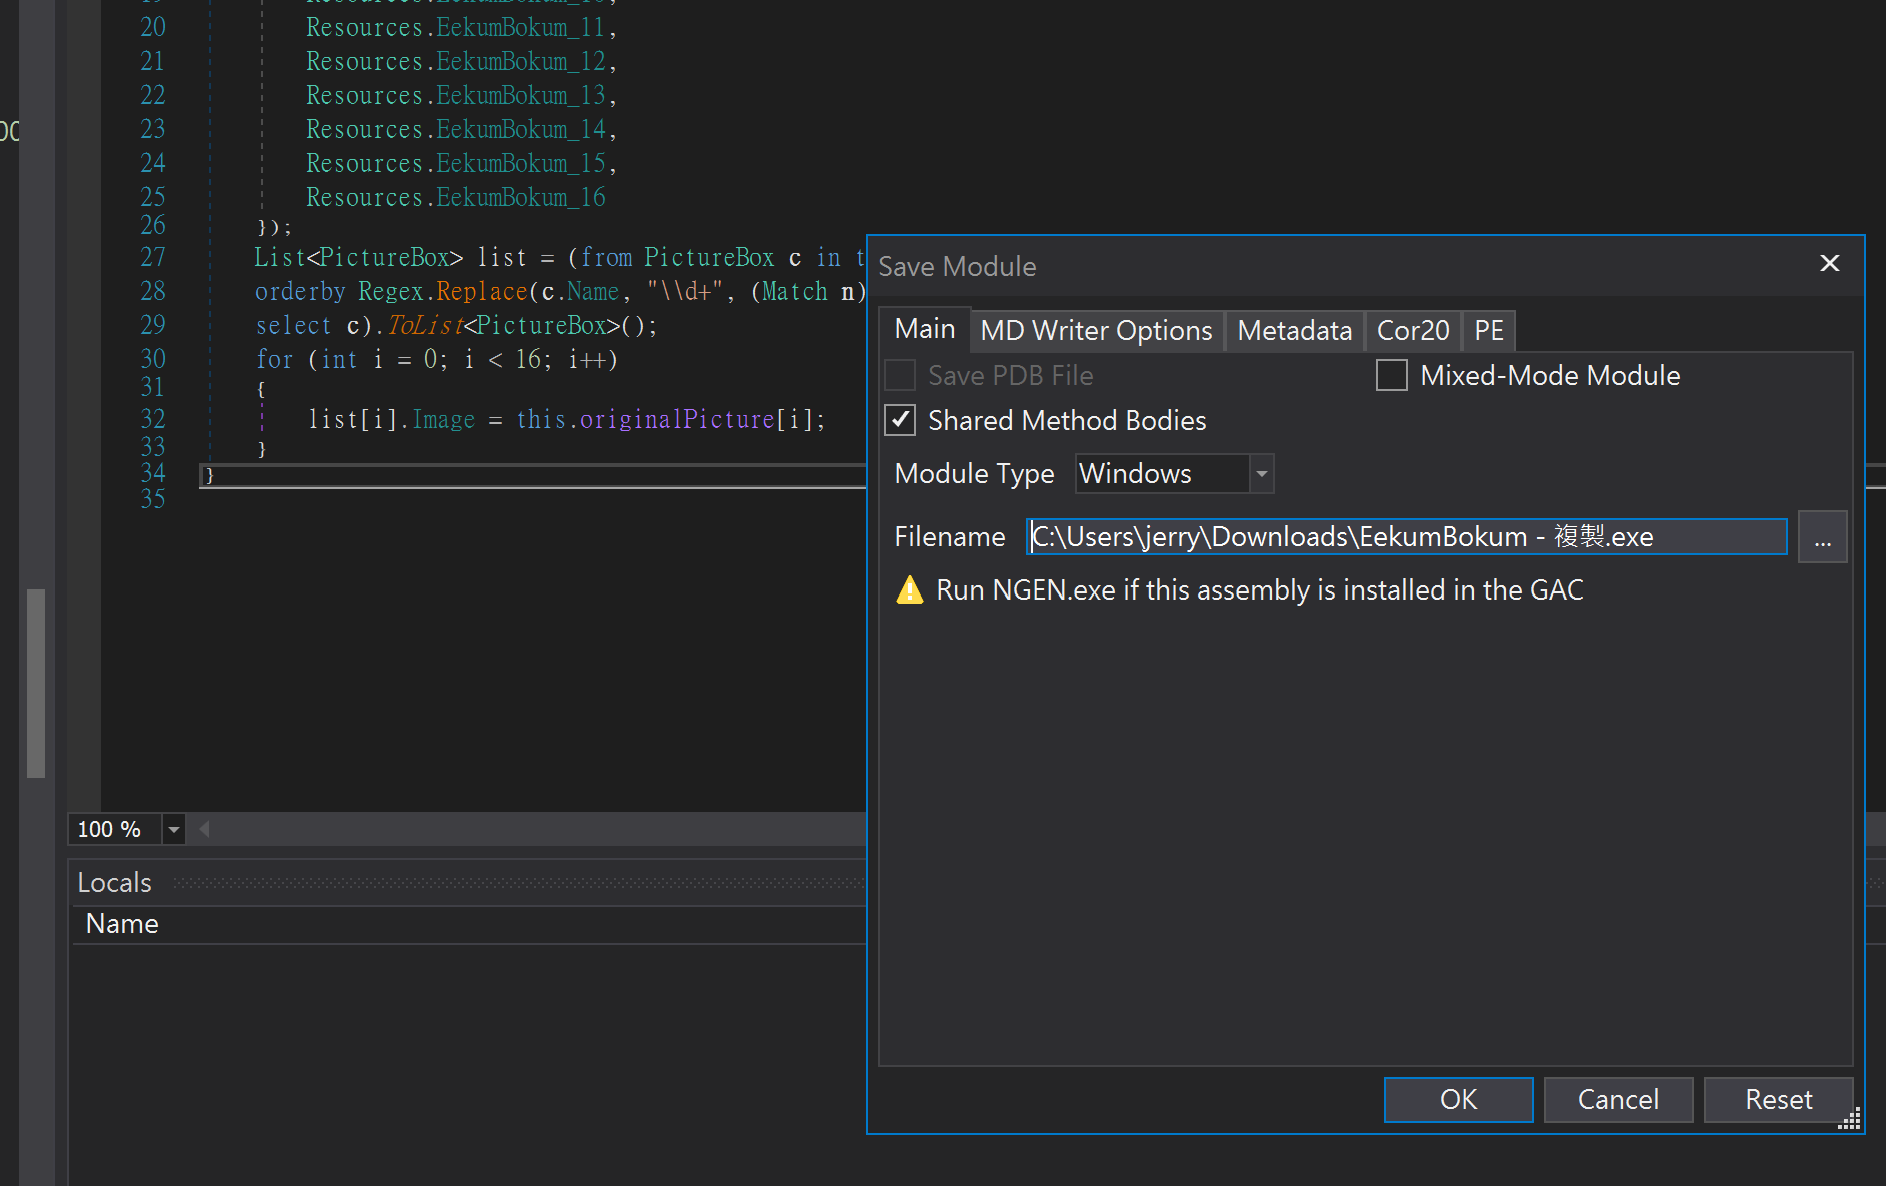 20 Resources.EekumBokum_11,
21 Resources.EekumBokum_12,
22 Resources.EekumBokum_13,
23 Resources.EekumBokum_14,
24 Resources.EekumBokum_15,
25 Resources.EekumBokum_16
26 });
27 List<PictureBox> list = (from PictureBox c in t
28 orderby Regex.Replace(c.Name, "\\d+", (Match n)
29 select c).ToList<PictureBox>();
30 for (int i = 0; i < 16; i++)
31 {
32 list[i].Image = this.originalPicture[i];
33 }
34 }
35
100 %
Locals
Name
Save Module
Main MD Writer Options Metadata Cor20 PE
Save PDB File Mixed-Mode Module
Shared Method Bodies
Module Type Windows
Filename C:\Users\jerry\Downloads\EekumBokum - 複製.exe ...
Run NGEN.exe if this assembly is installed in the GAC
OK Cancel Reset